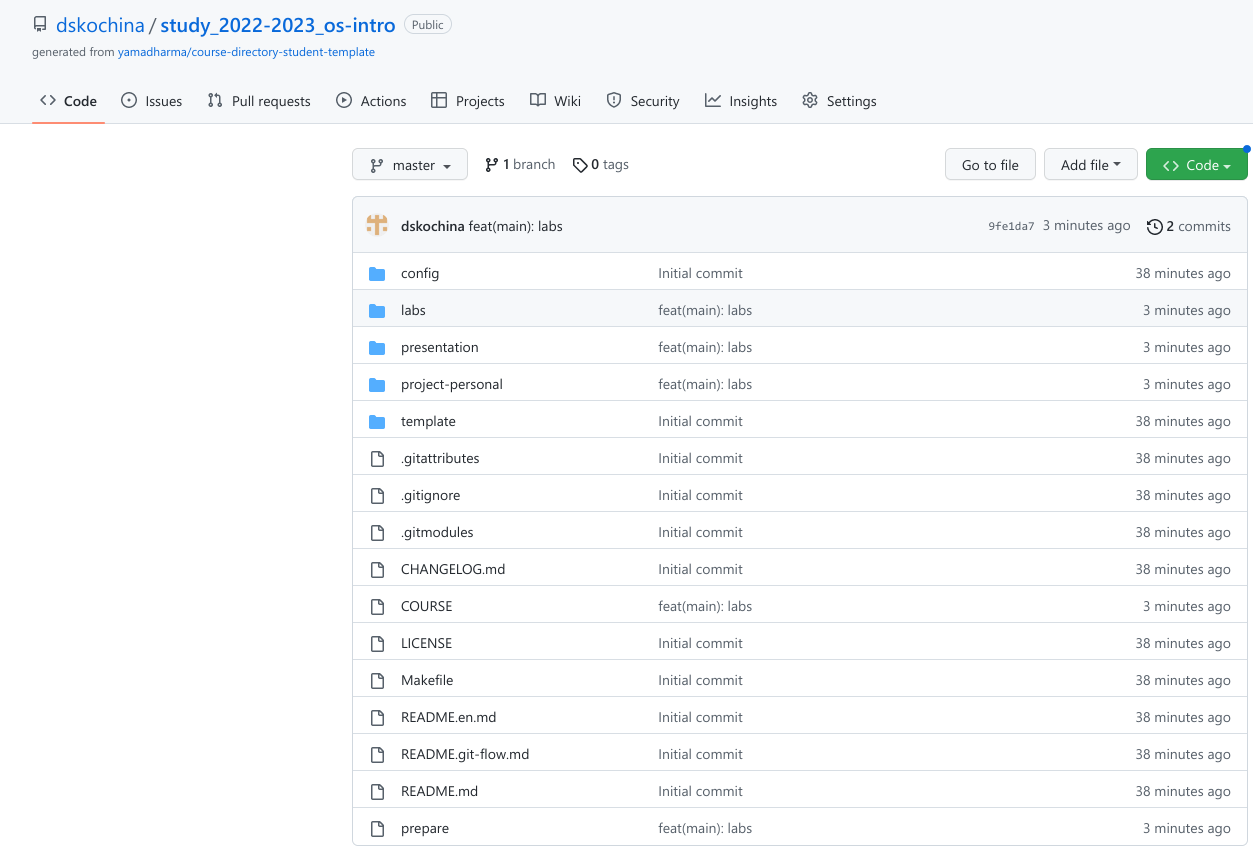 dskochina / study_2022-2023_os-intro Public
generated from yamadharma/course-directory-student-template
Code Issues Pull requests Actions Projects Wiki Security Insights Settings
master 1 branch 0 tags Go to file Add file Code
dskochina feat(main): labs 9fe1da7 3 minutes ago 2 commits
config Initial commit 38 minutes ago
labs feat(main): labs 3 minutes ago
presentation feat(main): labs 3 minutes ago
project-personal feat(main): labs 3 minutes ago
template Initial commit 38 minutes ago
.gitattributes Initial commit 38 minutes ago
.gitignore Initial commit 38 minutes ago
.gitmodules Initial commit 38 minutes ago
CHANGELOG.md Initial commit 38 minutes ago
COURSE feat(main): labs 3 minutes ago
LICENSE Initial commit 38 minutes ago
Makefile Initial commit 38 minutes ago
README.en.md Initial commit 38 minutes ago
README.git-flow.md Initial commit 38 minutes ago
README.md Initial commit 38 minutes ago
prepare feat(main): labs 3 minutes ago